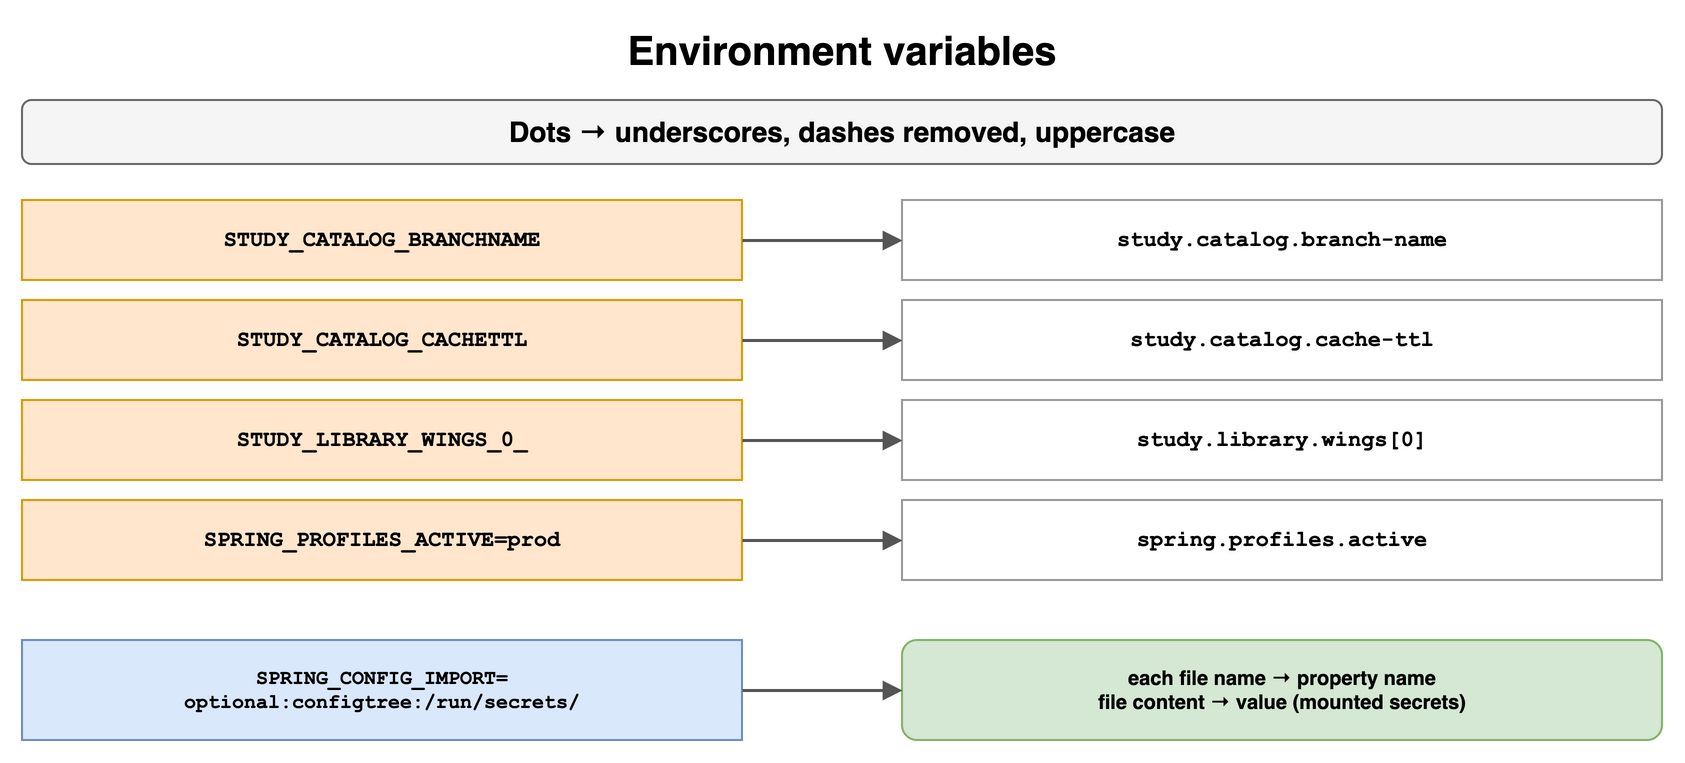 Environment variables
Dots → underscores, dashes removed, uppercase
STUDY_CATALOG_BRANCHNAME
study.catalog.branch-name
STUDY_CATALOG_CACHETTL
study.catalog.cache-ttl
STUDY_LIBRARY_WINGS_0_
study.library.wings[0]
SPRING_PROFILES_ACTIVE=prod
spring.profiles.active
SPRING_CONFIG_IMPORT=
optional:configtree:/run/secrets/
each file name → property name
file content → value (mounted secrets)